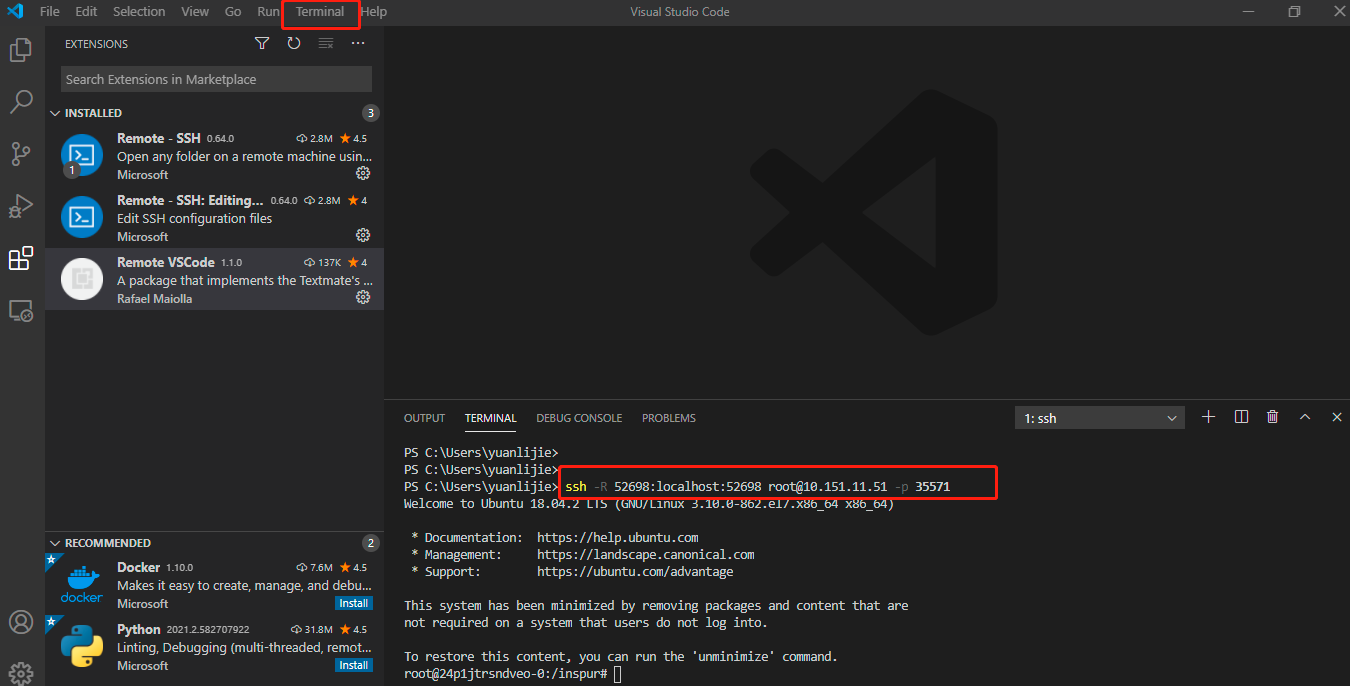 File Edit Selection View Go Run Terminal Help
Visual Studio Code
EXTENSIONS
Search Extensions in Marketplace
INSTALLED 3
Remote - SSH 0.64.0 2.8M 4.5
Open any folder on a remote machine usin...
1
Microsoft
Remote - SSH: Editing... 0.64.0 2.8M 4
Edit SSH configuration files
Microsoft
Remote VSCode 1.1.0 137K 4
A package that implements the Textmate's ...
Rafael Maiolla
RECOMMENDED 2
Docker 1.10.0 7.6M 4.5
Makes it easy to create, manage, and debu...
docker
Microsoft Install
Python 2021.2.582707922 31.8M 4.5
Linting, Debugging (multi-threaded, remot...
Microsoft Install
OUTPUT TERMINAL DEBUG CONSOLE PROBLEMS
1: ssh
PS C:\Users\yuanlijie>
PS C:\Users\yuanlijie>
PS C:\Users\yuanlijie> ssh -R 52698:localhost:52698 root@10.151.11.51 -p 35571
Welcome to Ubuntu 18.04.2 LTS (GNU/Linux 3.10.0-862.el7.x86_64 x86_64)
* Documentation: https://help.ubuntu.com
* Management: https://landscape.canonical.com
* Support: https://ubuntu.com/advantage
This system has been minimized by removing packages and content that are
not required on a system that users do not log into.
To restore this content, you can run the 'unminimize' command.
root@24p1jtrsndveo-0:/inspur#